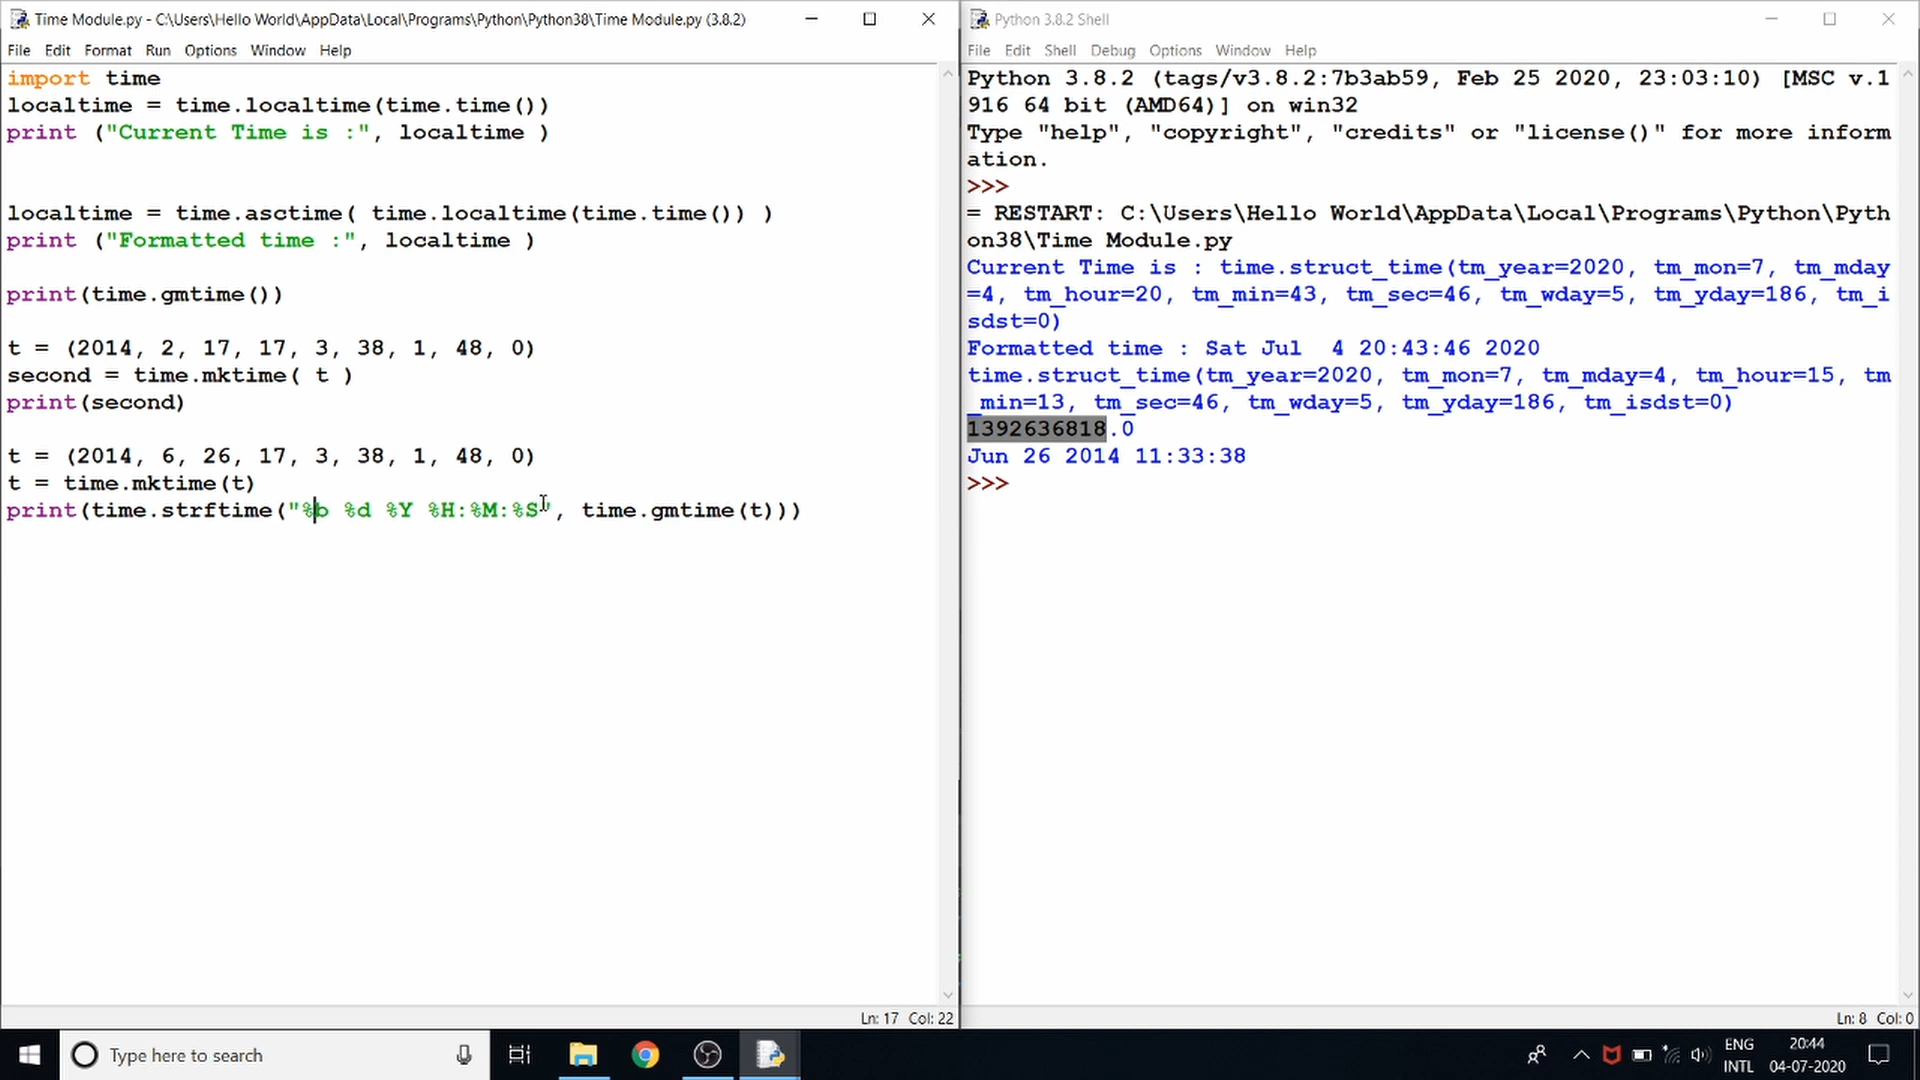 Time Module.py - C:\Users\Hello World\AppData\Local\Programs\Python\Python38\Time Module.py (3.8.2)
File Edit Format Run Options Window Help
import time
localtime = time.localtime(time.time())
print ("Current Time is :", localtime )
localtime = time.asctime( time.localtime(time.time()) )
print ("Formatted time :", localtime )
print(time.gmtime())
t = (2014, 2, 17, 17, 3, 38, 1, 48, 0)
second = time.mktime( t )
print(second)
t = (2014, 6, 26, 17, 3, 38, 1, 48, 0)
t = time.mktime(t)
print(time.strftime("%b %d %Y %H:%M:%S", time.gmtime(t)))
Ln: 17 Col: 22
Python 3.8.2 Shell
File Edit Shell Debug Options Window Help
Python 3.8.2 (tags/v3.8.2:7b3ab59, Feb 25 2020, 23:03:10) [MSC v.1
916 64 bit (AMD64)] on win32
Type "help", "copyright", "credits" or "license()" for more inform
ation.
>>>
= RESTART: C:\Users\Hello World\AppData\Local\Programs\Python\Pyth
on38\Time Module.py
Current Time is : time.struct_time(tm_year=2020, tm_mon=7, tm_mday
=4, tm_hour=20, tm_min=43, tm_sec=46, tm_wday=5, tm_yday=186, tm_i
sdst=0)
Formatted time : Sat Jul  4 20:43:46 2020
time.struct_time(tm_year=2020, tm_mon=7, tm_mday=4, tm_hour=15, tm
_min=13, tm_sec=46, tm_wday=5, tm_yday=186, tm_isdst=0)
1392636818.0
Jun 26 2014 11:33:38
>>>
Ln: 8 Col: 0
Type here to search
ENG
INTL
20:44
04-07-2020